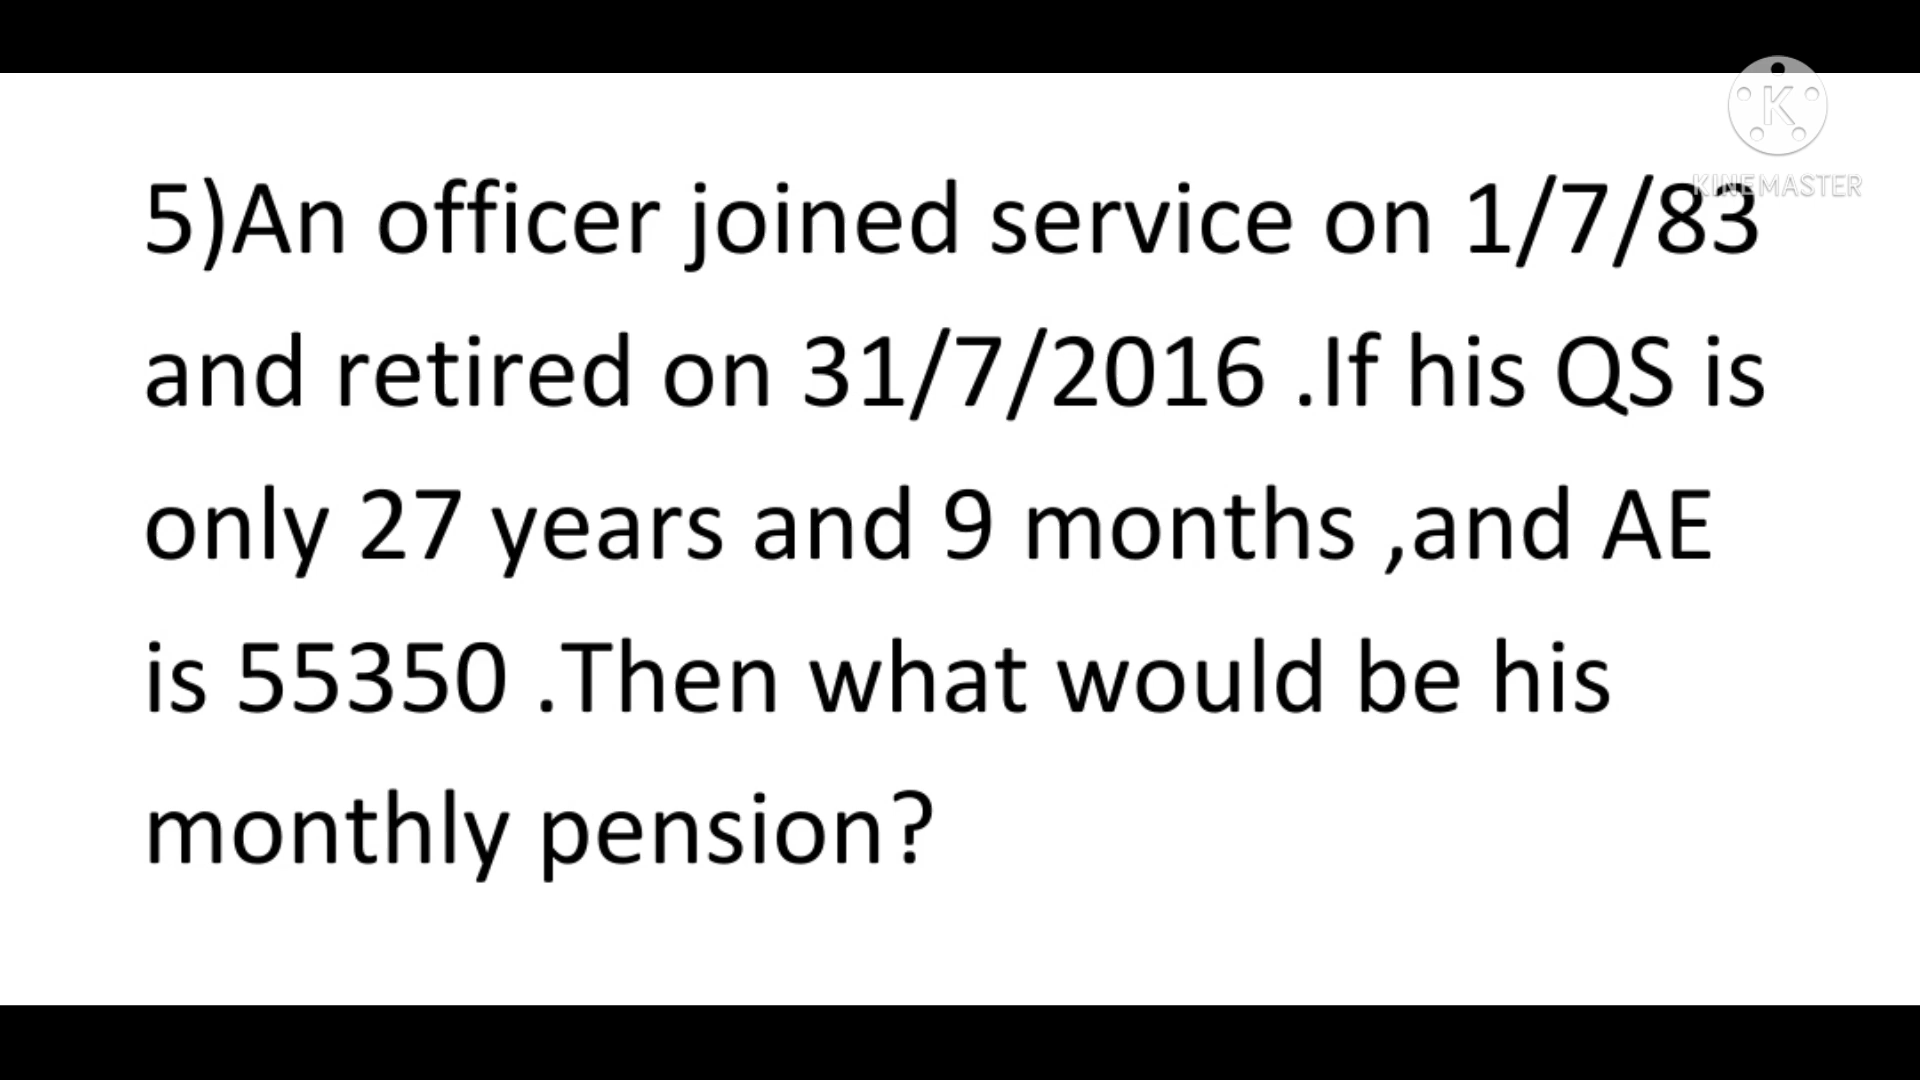 KINEMASTER
5)An officer joined service on 1/7/83
and retired on 31/7/2016 .If his QS is
only 27 years and 9 months ,and AE
is 55350 .Then what would be his
monthly pension?